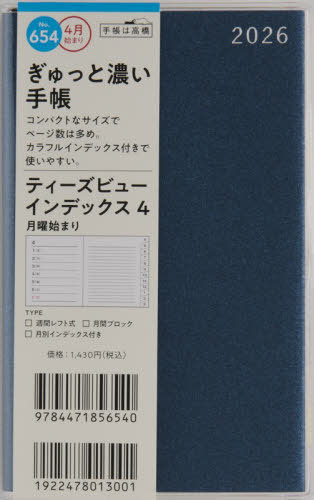 No.
654
4月
始まり
手帳は高橋
2026
ぎゅっと濃い
手帳
コンパクトなサイズで
ページ数は多め。
カラフルインデックス付きで
使いやすい。
ティーズビュー
インデックス 4
月曜始まり
TYPE
□ 週間レフト式 □ 月間ブロック
□ 月別インデックス付き
価格：1,430円(税込)
9784471856540
1922478013001